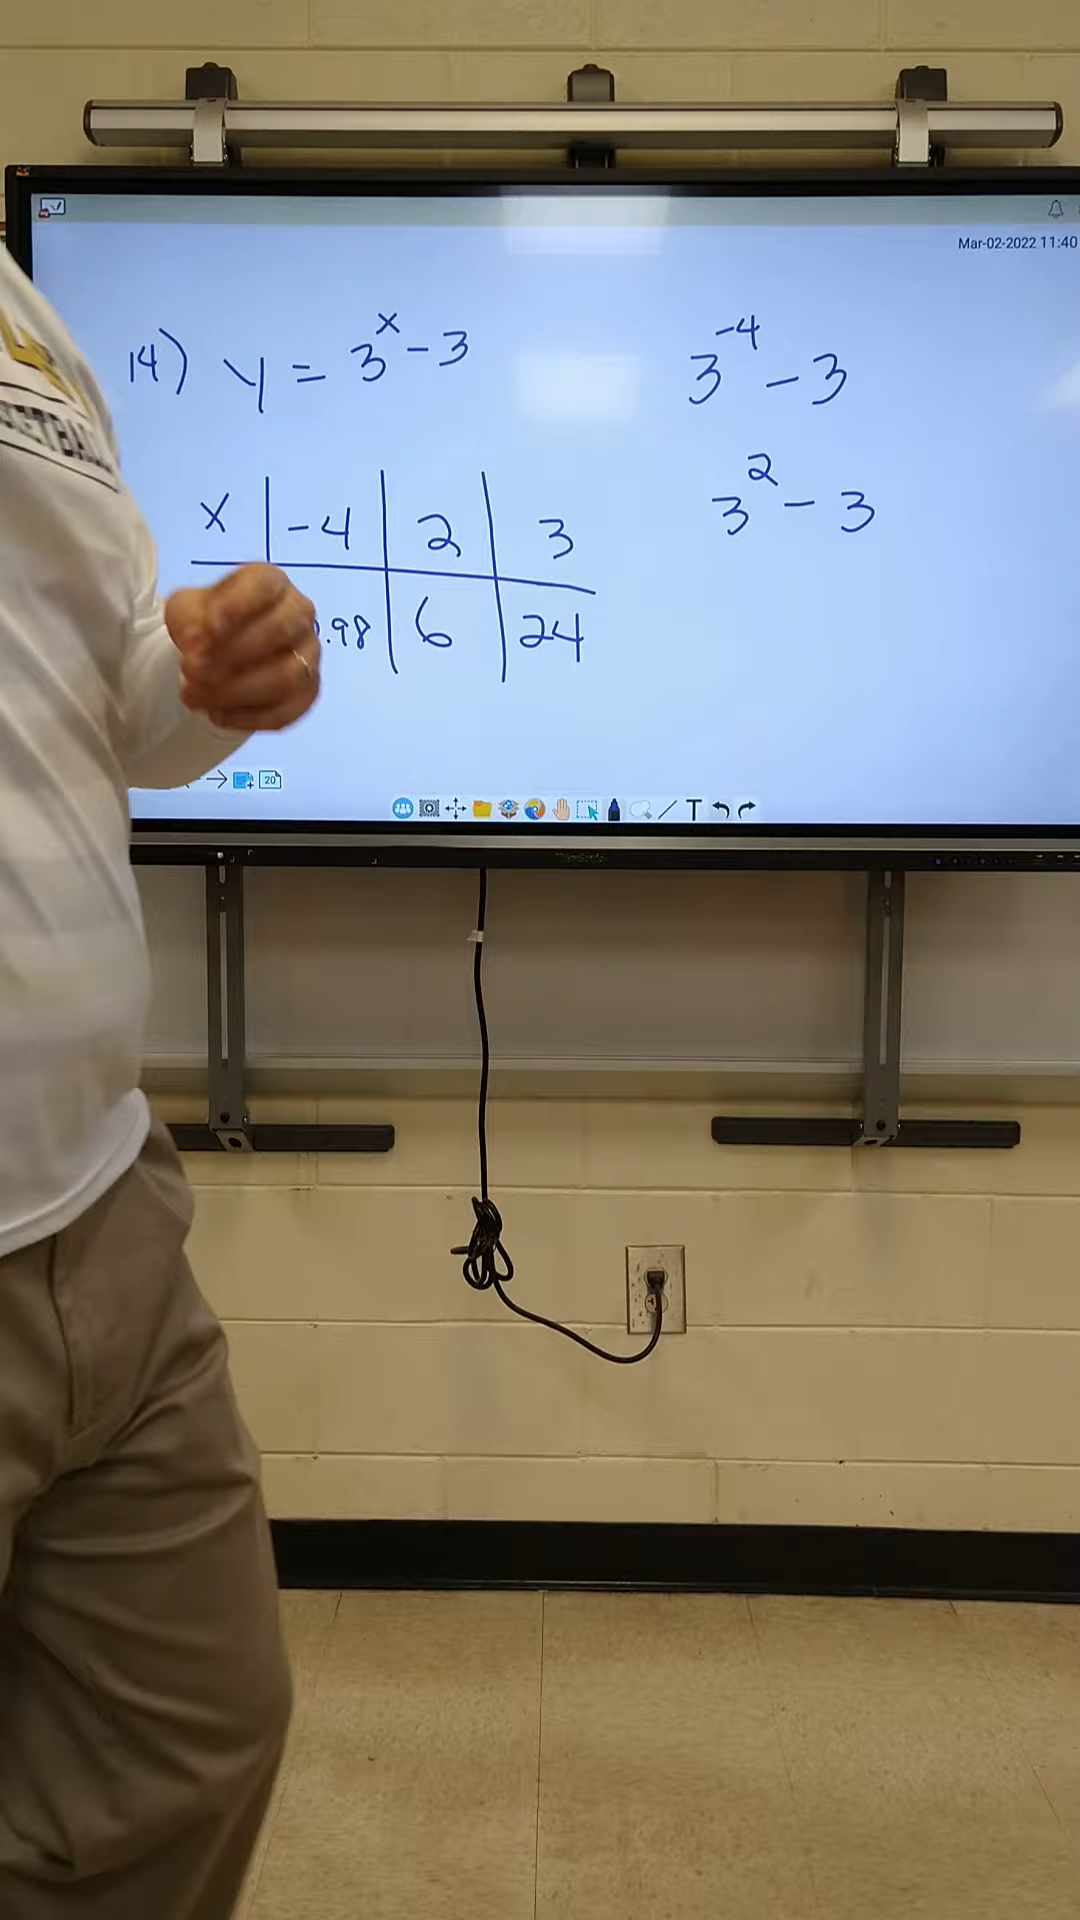 Mar-02-2022 11:40
14) y = 3^x - 3
3^-4 - 3
3^2 - 3
x | -4 | 2 | 3
.98 | 6 | 24
20
T